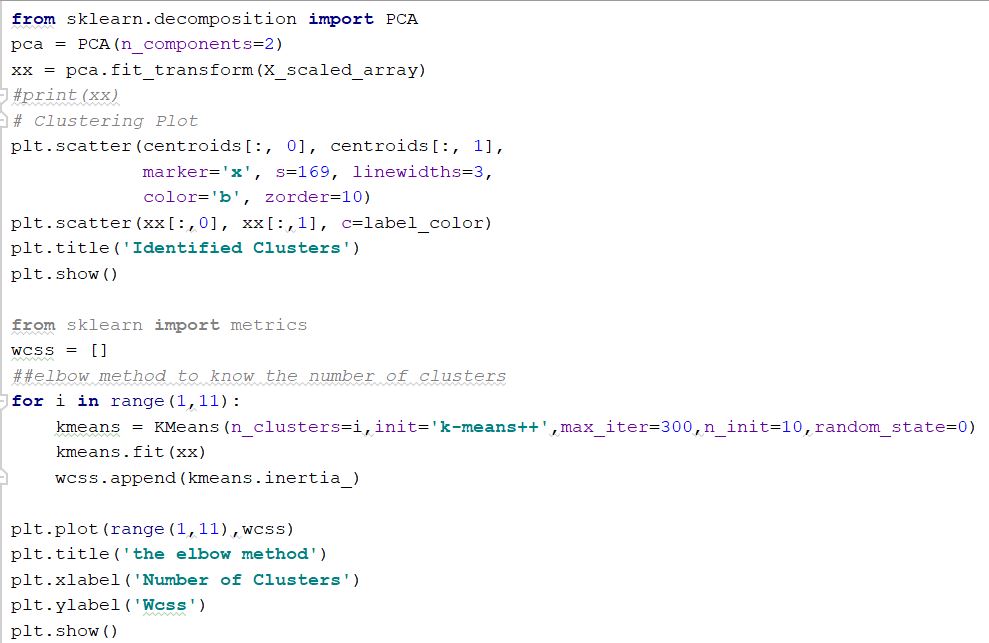 from sklearn.decomposition import PCA
pca = PCA(n_components=2)
xx = pca.fit_transform(X_scaled_array)
#print(xx)
# Clustering Plot
plt.scatter(centroids[:, 0], centroids[:, 1],
            marker='x', s=169, linewidths=3,
            color='b', zorder=10)
plt.scatter(xx[:,0], xx[:,1], c=label_color)
plt.title('Identified Clusters')
plt.show()

from sklearn import metrics
wcss = []
##elbow method to know the number of clusters
for i in range(1,11):
    kmeans = KMeans(n_clusters=i,init='k-means++',max_iter=300,n_init=10,random_state=0)
    kmeans.fit(xx)
    wcss.append(kmeans.inertia_)

plt.plot(range(1,11),wcss)
plt.title('the elbow method')
plt.xlabel('Number of Clusters')
plt.ylabel('Wcss')
plt.show()